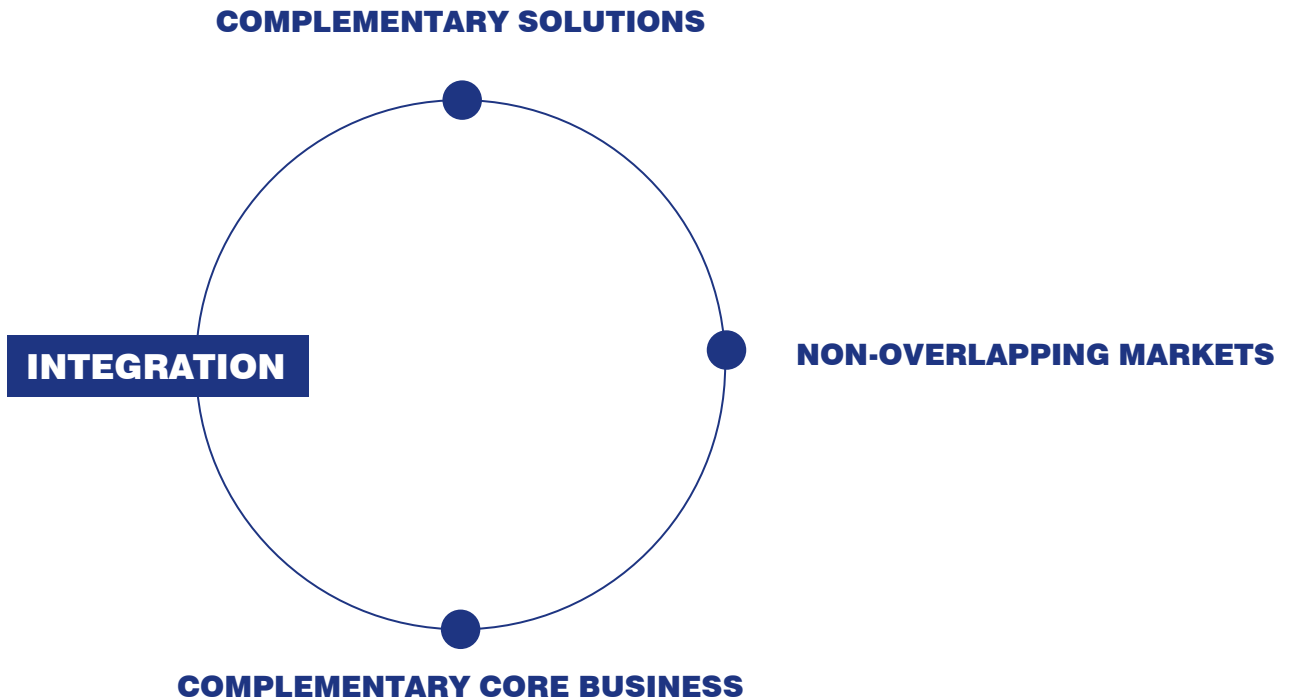 COMPLEMENTARY SOLUTIONS
INTEGRATION
NON-OVERLAPPING MARKETS
COMPLEMENTARY CORE BUSINESS